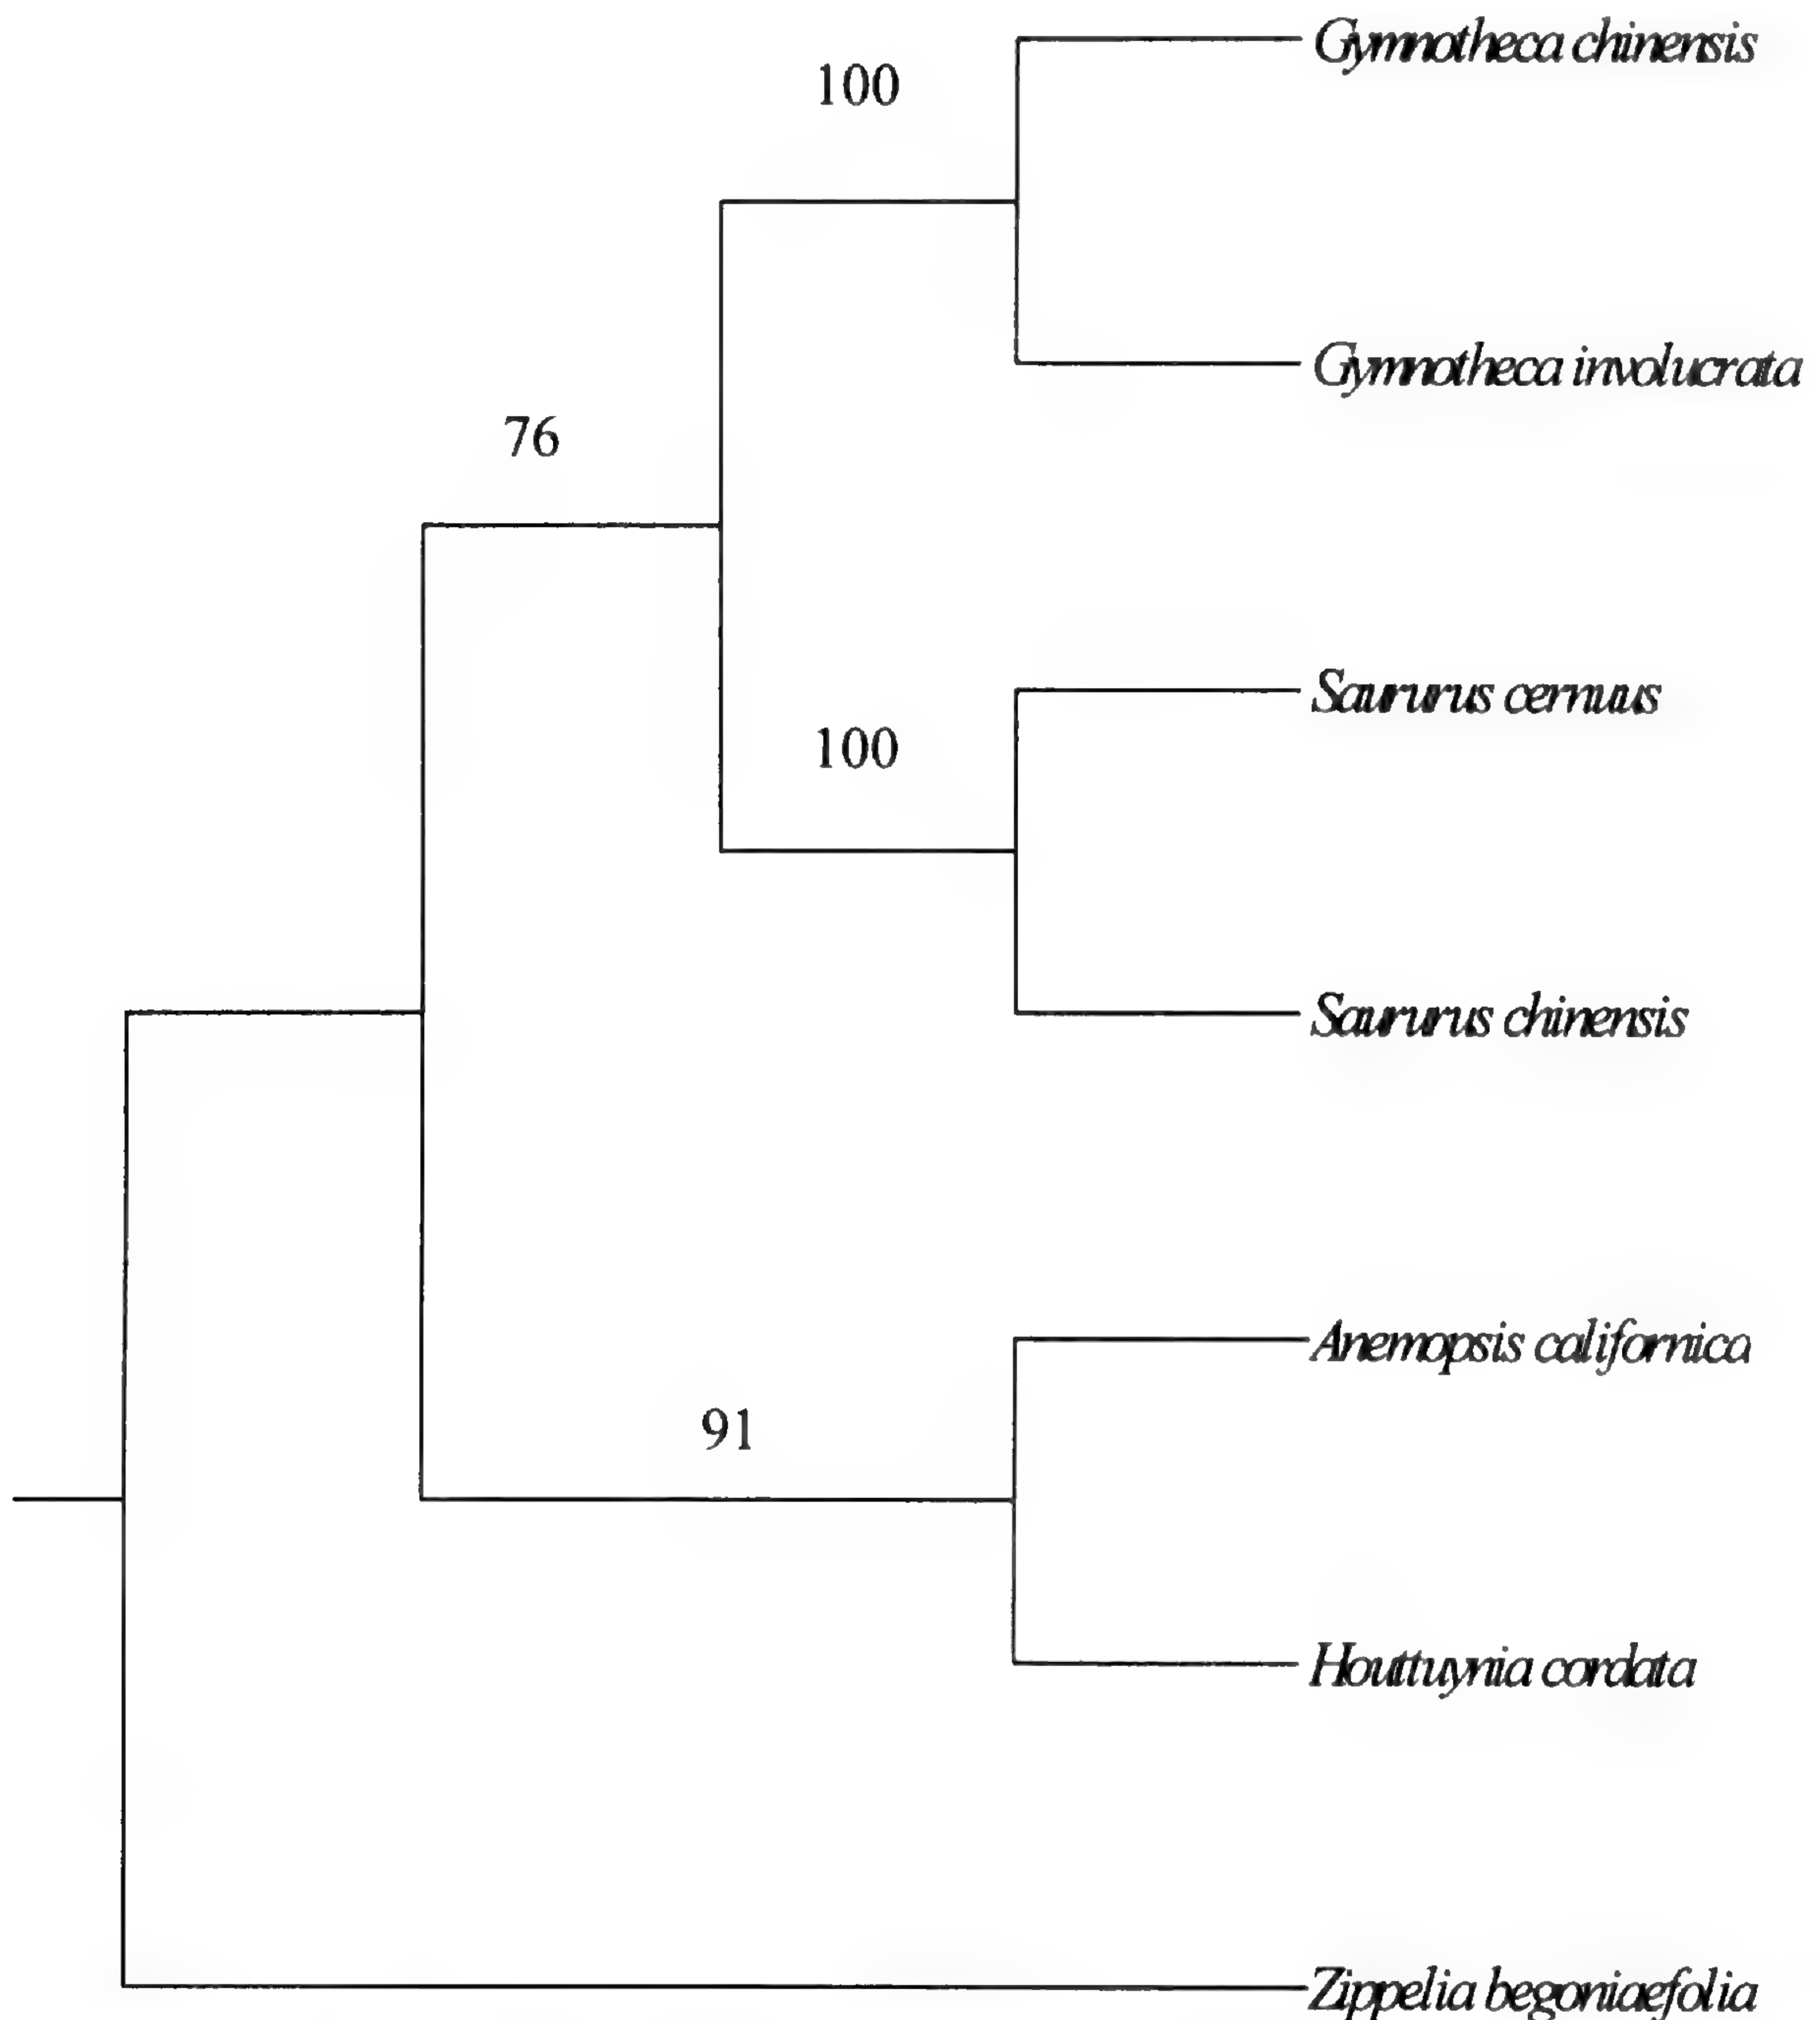 Gymnotheca chinensis
100
Gymnotheca involucrata
76
Saururus cernuus
100
Saururus chinensis
Anemopsis californica
91
Houttuynia cordata
Zippelia begoniaefolia